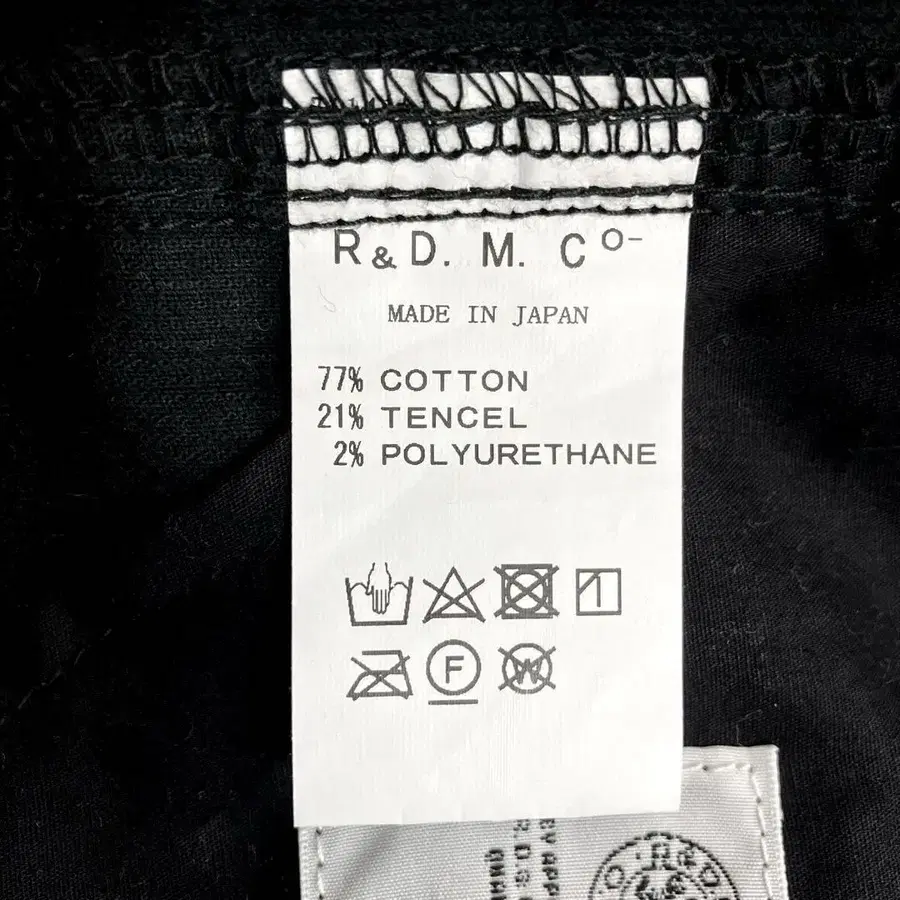 R & D. M. Co-
MADE IN JAPAN
77% COTTON
21% TENCEL
2% POLYURETHANE
F
W